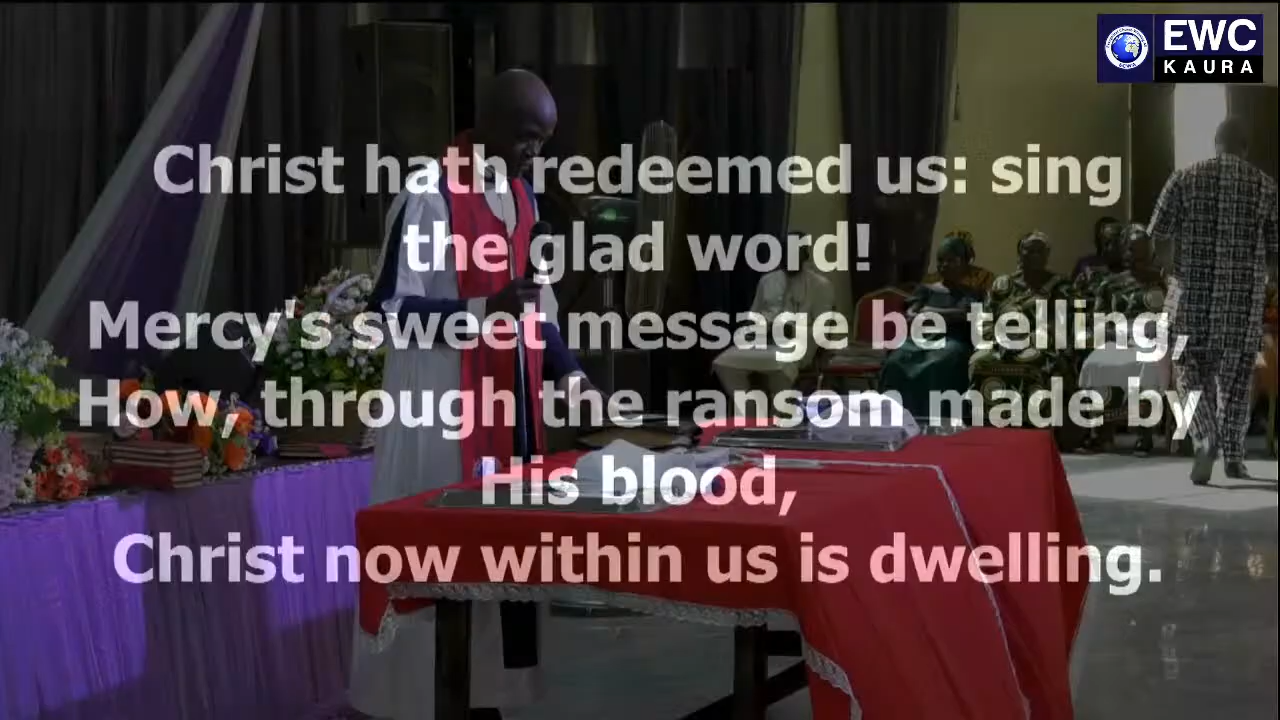 EWC
KAURA
Christ hath redeemed us: sing
the glad word!
Mercy's sweet message be telling,
How, through the ransom made by
His blood,
Christ now within us is dwelling.